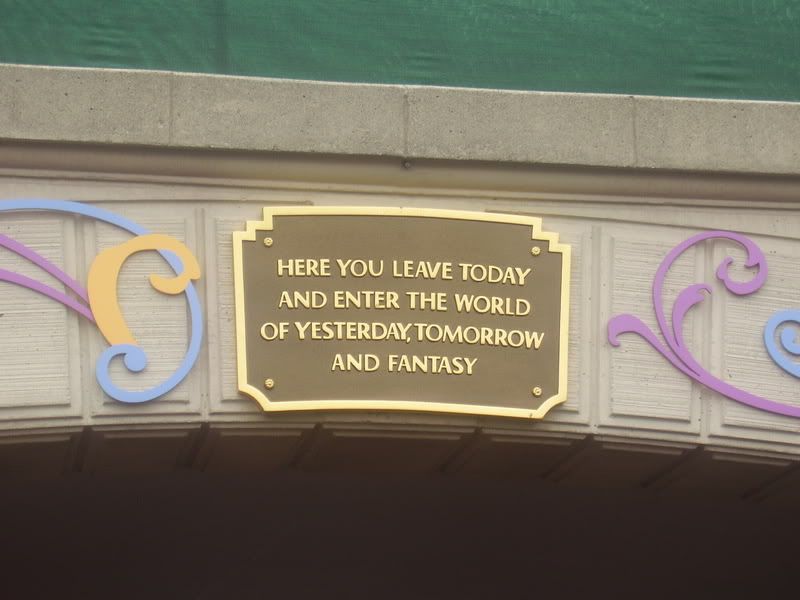 HERE YOU LEAVE TODAY
AND ENTER THE WORLD
OF YESTERDAY, TOMORROW
AND FANTASY